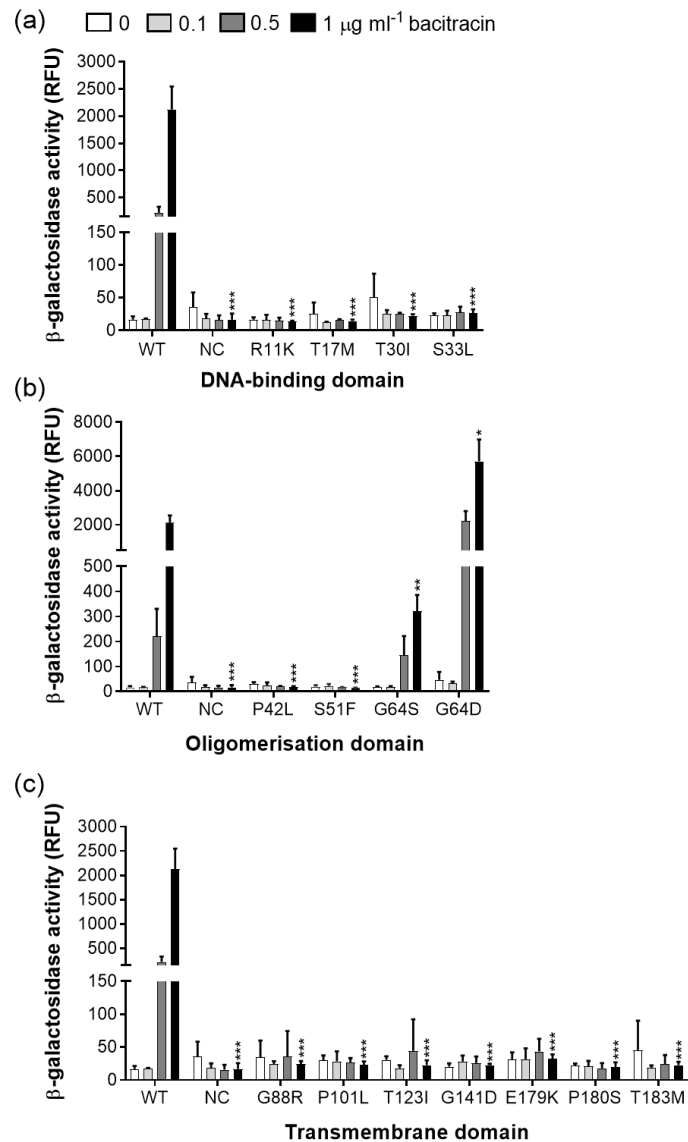 (a)
0 0.1 0.5 1 μg ml-1 bacitracin
β-galactosidase activity (RFU)
3000
2500
2000
1500
1000
500
150
100
50
0
*** *** *** *** ***
WT NC R11K T17M T30I S33L
DNA-binding domain
(b)
β-galactosidase activity (RFU)
8000
6000
4000
2000
500
400
300
200
100
0
*** *** *** ** *
WT NC P42L S51F G64S G64D
Oligomerisation domain
(c)
β-galactosidase activity (RFU)
3000
2500
2000
1500
1000
500
150
100
50
0
*** *** *** *** *** *** *** ***
WT NC G88R P101L T123I G141D E179K P180S T183M
Transmembrane domain